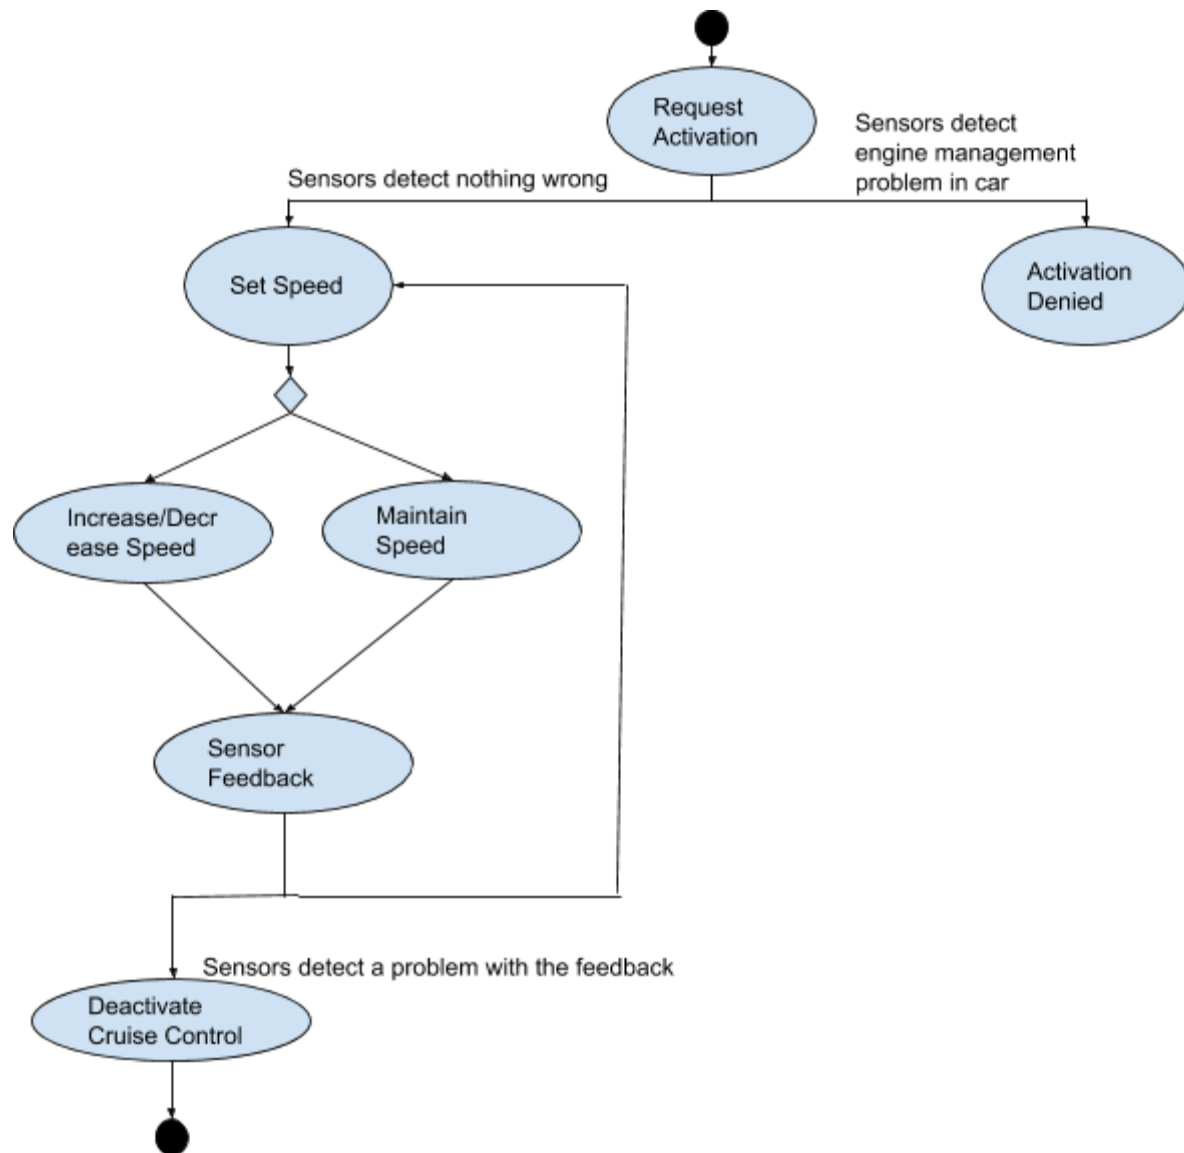 Request
Activation
Sensors detect
engine management
problem in car
Sensors detect nothing wrong
Set Speed
Activation
Denied
Increase/Decr
ease Speed
Maintain
Speed
Sensor
Feedback
Sensors detect a problem with the feedback
Deactivate
Cruise Control